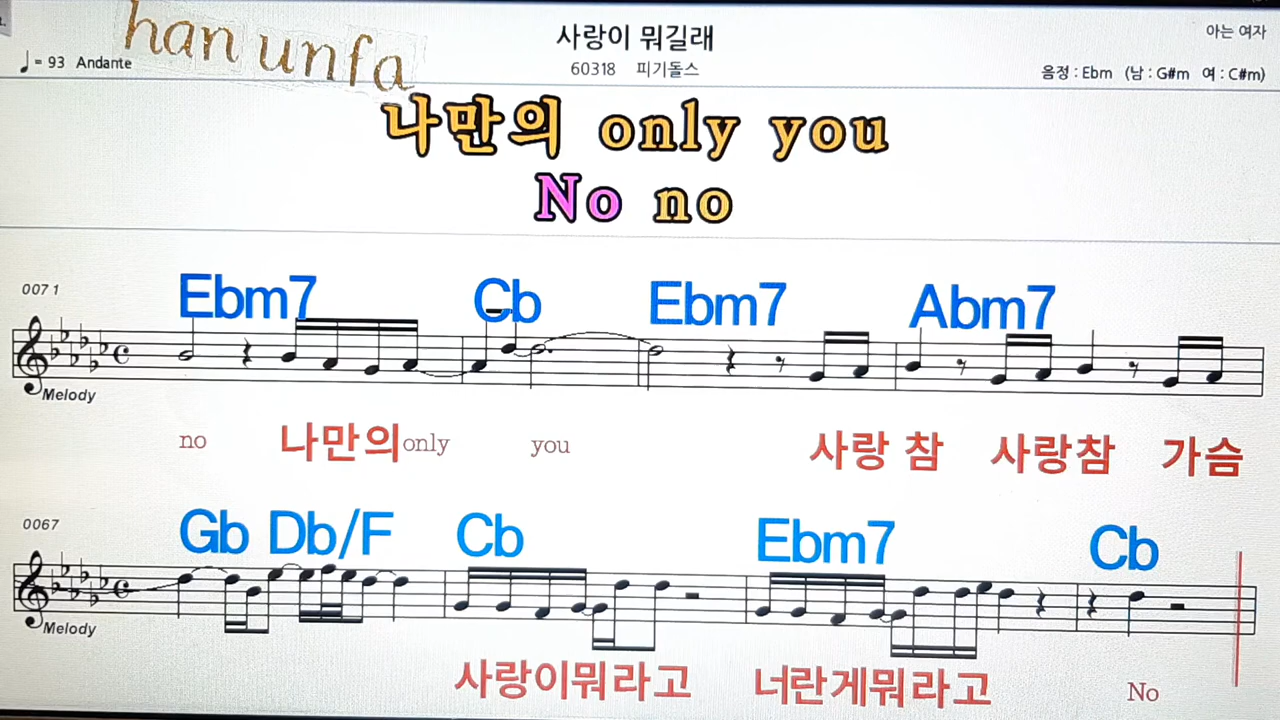 han unfa
사랑이 뭐길래
아는 여자
♩= 93 Andante
60318 피기돌스
음정 : Ebm (남 : G#m 여 : C#m)
나만의 only you
No no
0071
Ebm7 Cb Ebm7 Abm7
Melody
no 나만의only you 사랑 참 사랑참 가슴
0067
Gb Db/F Cb Ebm7 Cb
Melody
사랑이뭐라고 너란게뭐라고 No